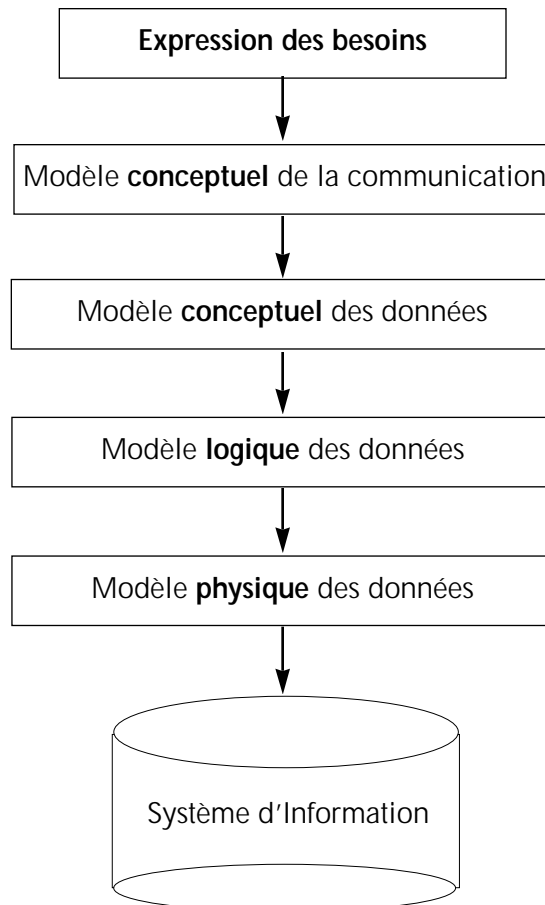 Expression des besoins
Modèle conceptuel de la communication
Modèle conceptuel des données
Modèle logique des données
Modèle physique des données
Système d'Information